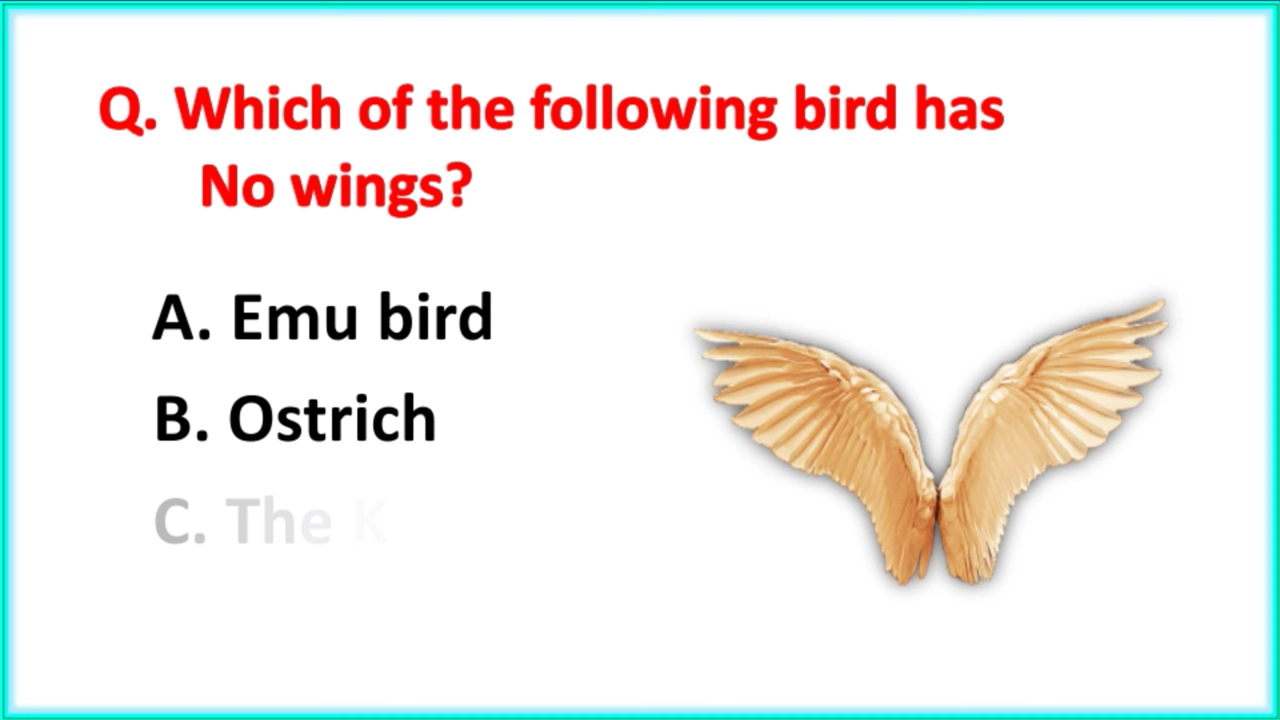 Q. Which of the following bird has
No wings?
A. Emu bird
B. Ostrich
C. The K